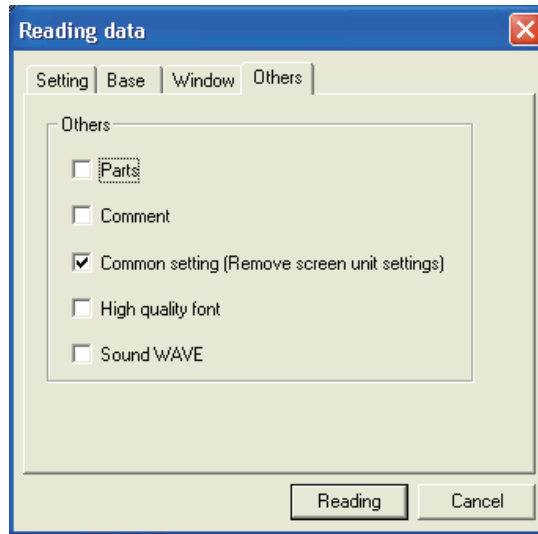 Reading data
Setting Base Window Others
Others
Parts
Comment
Common setting (Remove screen unit settings)
High quality font
Sound WAVE
Reading Cancel